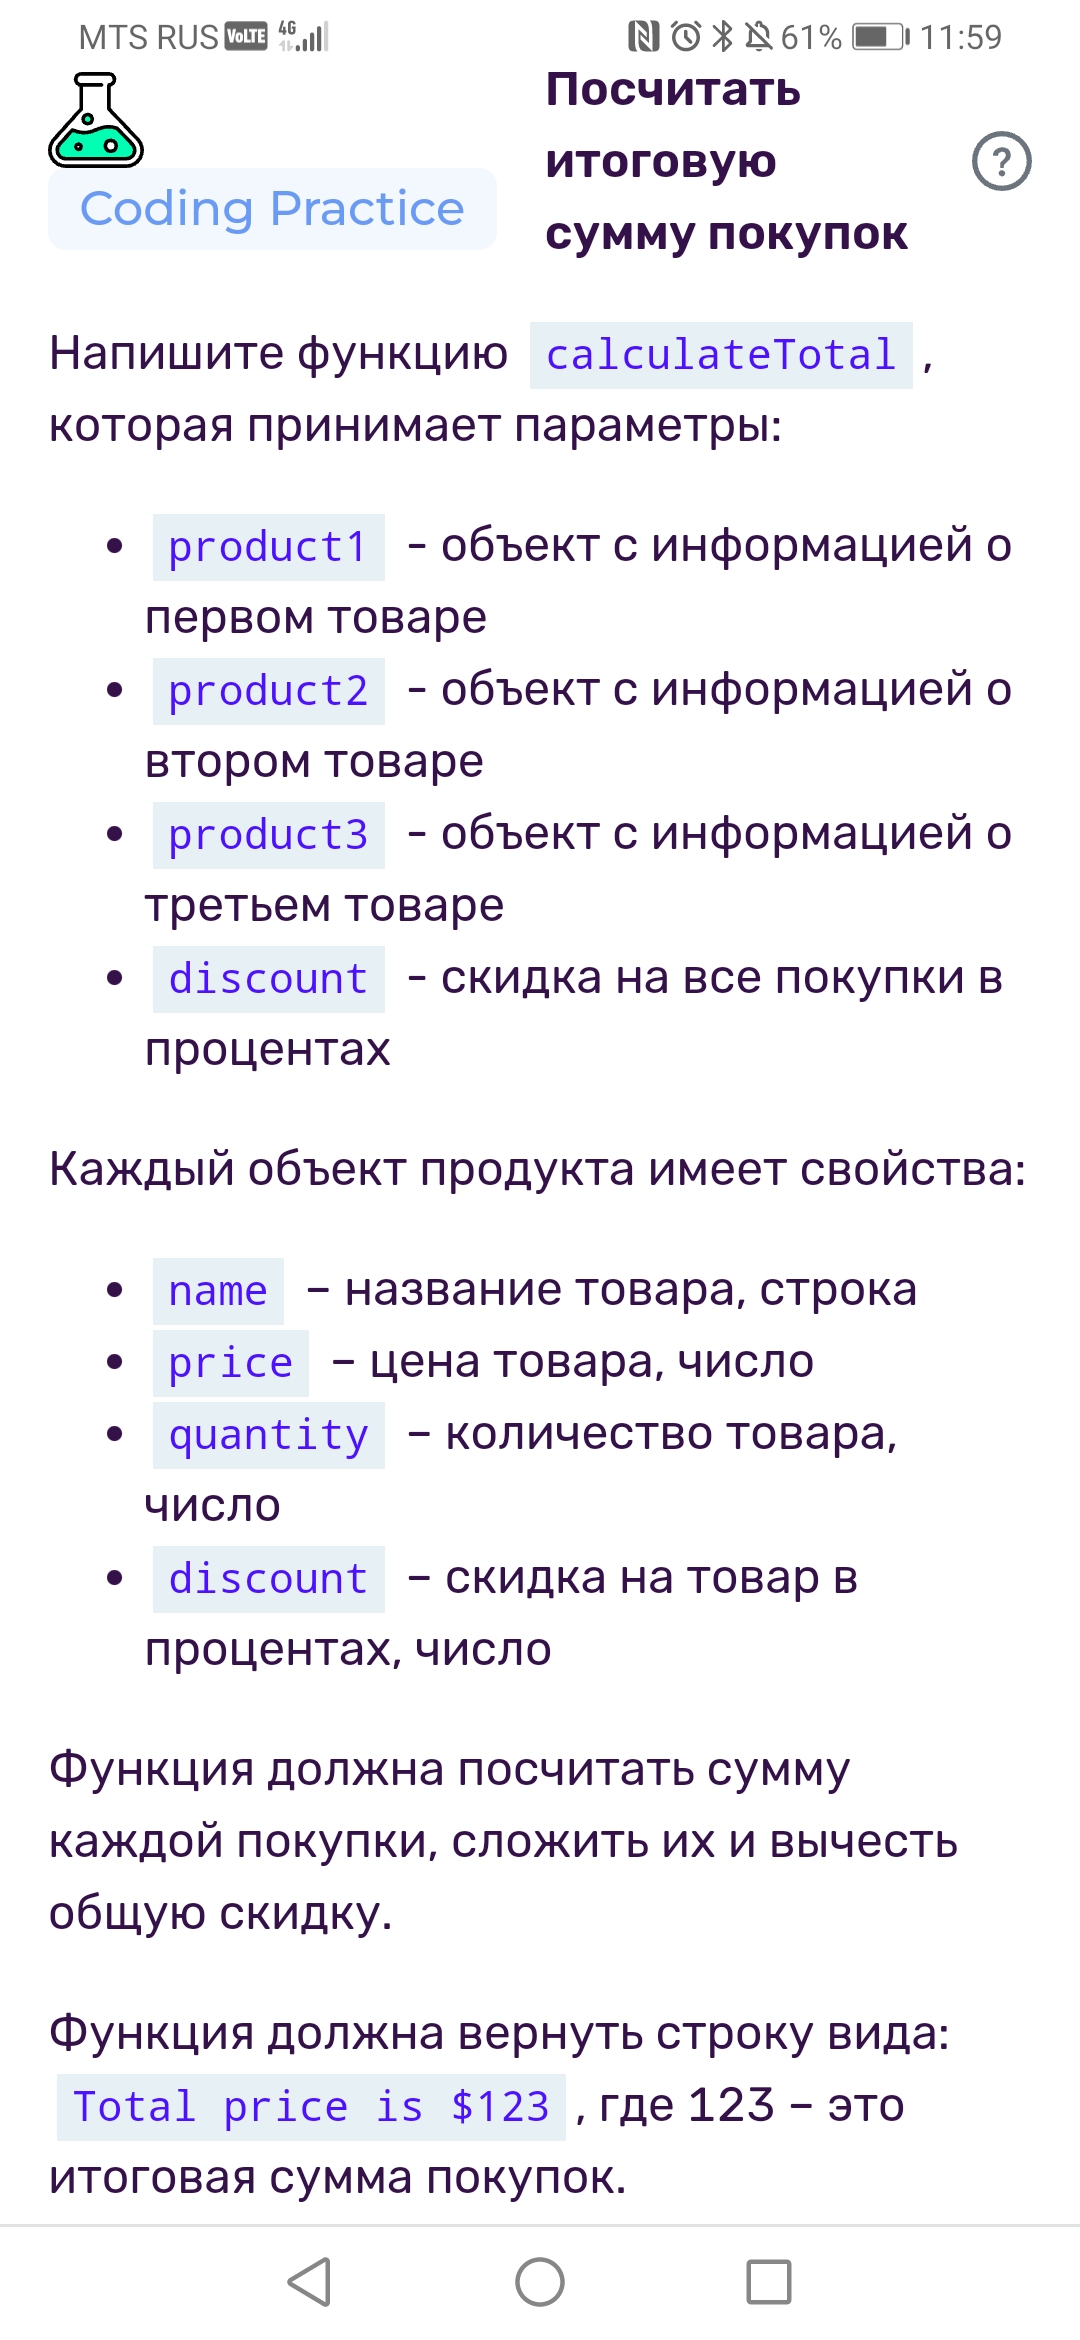 MTS RUS VoLTE 4G 61% 11:59
Посчитать
итоговую
сумму покупок
?
Coding Practice
Напишите функцию calculateTotal ,
которая принимает параметры:
• product1 - объект с информацией о
первом товаре
• product2 - объект с информацией о
втором товаре
• product3 - объект с информацией о
третьем товаре
• discount - скидка на все покупки в
процентах
Каждый объект продукта имеет свойства:
• name – название товара, строка
• price – цена товара, число
• quantity – количество товара,
число
• discount – скидка на товар в
процентах, число
Функция должна посчитать сумму
каждой покупки, сложить их и вычесть
общую скидку.
Функция должна вернуть строку вида:
Total price is $123 , где 123 – это
итоговая сумма покупок.